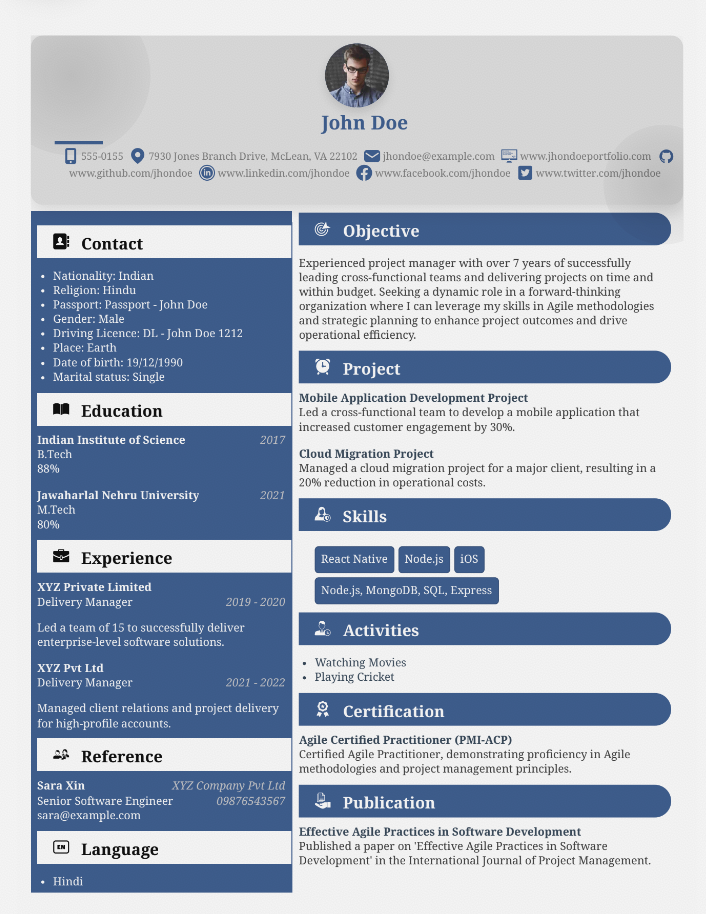 John Doe
555-0155 7930 Jones Branch Drive, McLean, VA 22102 jhondoe@example.com www.jhondoeportfolio.com
www.github.com/jhondoe www.linkedin.com/jhondoe www.facebook.com/jhondoe www.twitter.com/jhondoe
Contact
• Nationality: Indian
• Religion: Hindu
• Passport: Passport - John Doe
• Gender: Male
• Driving Licence: DL - John Doe 1212
• Place: Earth
• Date of birth: 19/12/1990
• Marital status: Single
Education
Indian Institute of Science 2017
B.Tech
88%
Jawaharlal Nehru University 2021
M.Tech
80%
Experience
XYZ Private Limited
Delivery Manager 2019 - 2020
Led a team of 15 to successfully deliver
enterprise-level software solutions.
XYZ Pvt Ltd
Delivery Manager 2021 - 2022
Managed client relations and project delivery
for high-profile accounts.
Reference
Sara Xin XYZ Company Pvt Ltd
Senior Software Engineer 09876543567
sara@example.com
EN Language
• Hindi
Objective
Experienced project manager with over 7 years of successfully
leading cross-functional teams and delivering projects on time and
within budget. Seeking a dynamic role in a forward-thinking
organization where I can leverage my skills in Agile methodologies
and strategic planning to enhance project outcomes and drive
operational efficiency.
Project
Mobile Application Development Project
Led a cross-functional team to develop a mobile application that
increased customer engagement by 30%.
Cloud Migration Project
Managed a cloud migration project for a major client, resulting in a
20% reduction in operational costs.
Skills
React Native Node.js iOS
Node.js, MongoDB, SQL, Express
Activities
• Watching Movies
• Playing Cricket
Certification
Agile Certified Practitioner (PMI-ACP)
Certified Agile Practitioner, demonstrating proficiency in Agile
methodologies and project management principles.
Publication
Effective Agile Practices in Software Development
Published a paper on 'Effective Agile Practices in Software
Development' in the International Journal of Project Management.